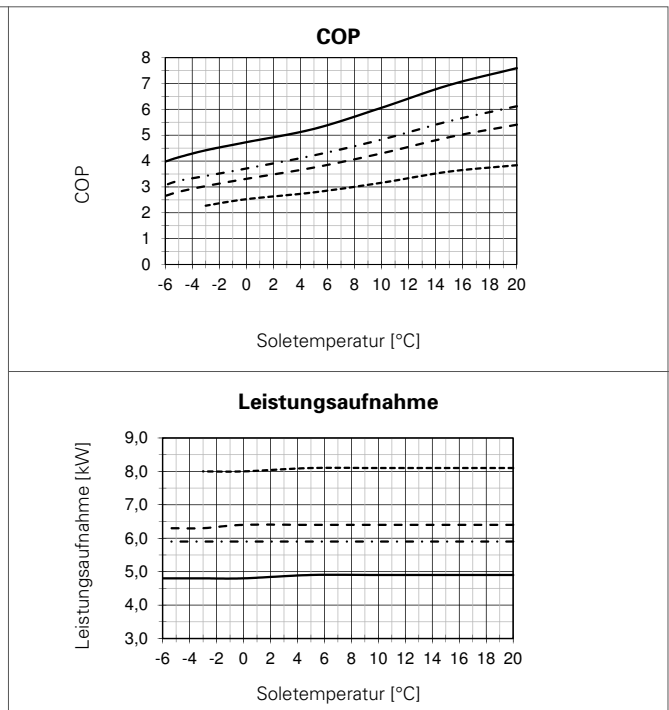 COP
8
7
6
5
4
3
2
1
0
COP
-6 -4 -2 0 2 4 6 8 10 12 14 16 18 20
Soletemperatur [°C]
Leistungsaufnahme
9,0
8,0
7,0
6,0
5,0
4,0
3,0
Leistungsaufnahme [kW]
-6 -4 -2 0 2 4 6 8 10 12 14 16 18 20
Soletemperatur [°C]